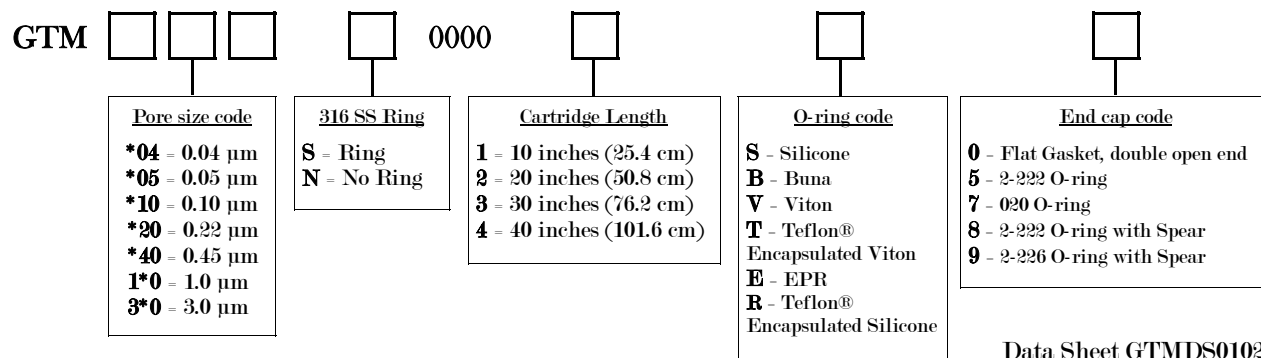 GTM 0000
Pore size code
*04 = 0.04 µm
*05 = 0.05 µm
*10 = 0.10 µm
*20 = 0.22 µm
*40 = 0.45 µm
1*0 = 1.0 µm
3*0 = 3.0 µm
316 SS Ring
S = Ring
N = No Ring
Cartridge Length
1 = 10 inches (25.4 cm)
2 = 20 inches (50.8 cm)
3 = 30 inches (76.2 cm)
4 = 40 inches (101.6 cm)
O-ring code
S - Silicone
B - Buna
V - Viton
T - Teflon®
Encapsulated Viton
E - EPR
R - Teflon®
Encapsulated Silicone
End cap code
0 - Flat Gasket, double open end
5 - 2-222 O-ring
7 - 020 O-ring
8 - 2-222 O-ring with Spear
9 - 2-226 O-ring with Spear
Data Sheet GTMDS0102